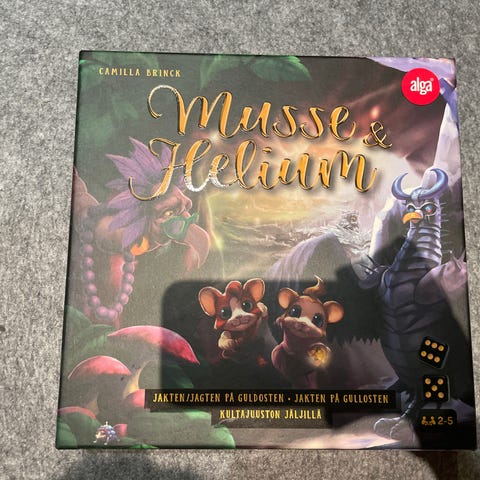 CAMILLA BRINCK
alga
Musse &
Helium
JAKTEN/JAGTEN PÅ GULDOSTEN • JAKTEN PÅ GULLOSTEN
KULTAJUUSTON JÄLJILLÄ
2-5